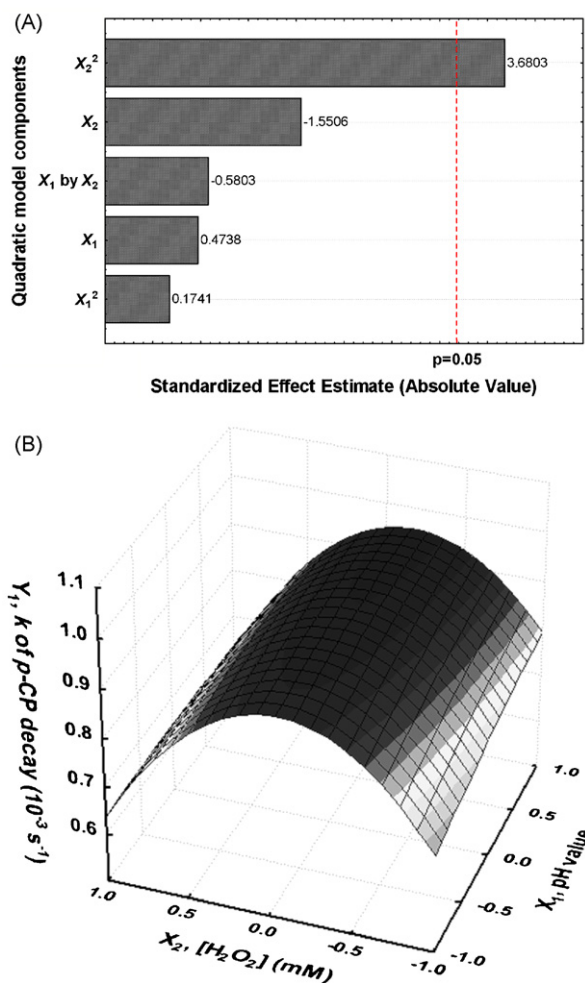 (A)
Quadratic model components
X₂²
3.6803
X₂
-1.5506
X₁ by X₂
-0.5803
X₁
0.4738
X₁²
0.1741
p=0.05
Standardized Effect Estimate (Absolute Value)
(B)
Y₁, k of p-CP decay (10⁻³ s⁻¹)
1.1
1.0
0.9
0.8
0.7
0.6
1.0
0.5
0.0
-0.5
-1.0
X₂, [H₂O₂] (mM)
1.0
0.5
0.0
-0.5
-1.0
X₁, pH value